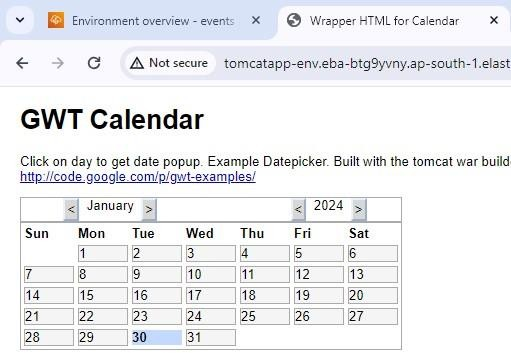 Environment overview - events
Wrapper HTML for Calendar
Not secure
tomcatapp-env.eba-btg9yvny.ap-south-1.elast
GWT Calendar
Click on day to get date popup. Example Datepicker. Built with the tomcat war builde
http://code.google.com/p/gwt-examples/
< January > < 2024 >
Sun Mon Tue Wed Thu Fri Sat
1 2 3 4 5 6
7 8 9 10 11 12 13
14 15 16 17 18 19 20
21 22 23 24 25 26 27
28 29 30 31